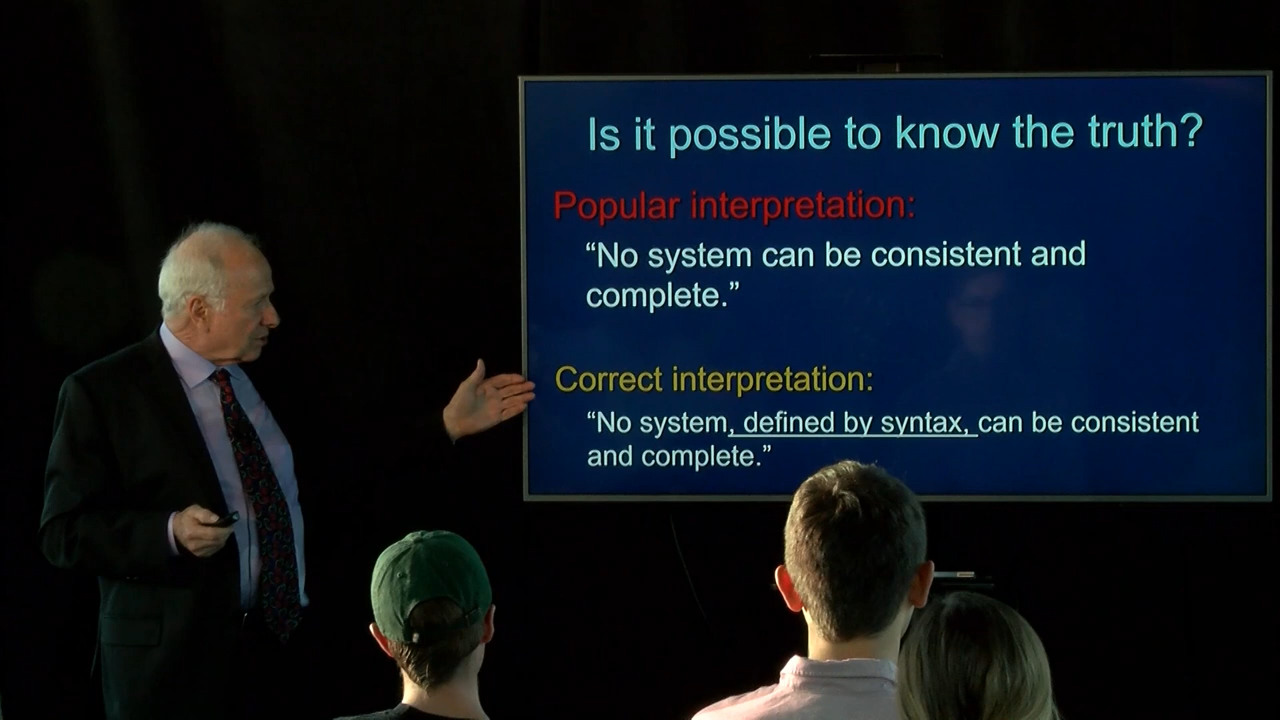 Is it possible to know the truth?
Popular interpretation:
“No system can be consistent and
complete.”
Correct interpretation:
“No system, defined by syntax, can be consistent
and complete.”